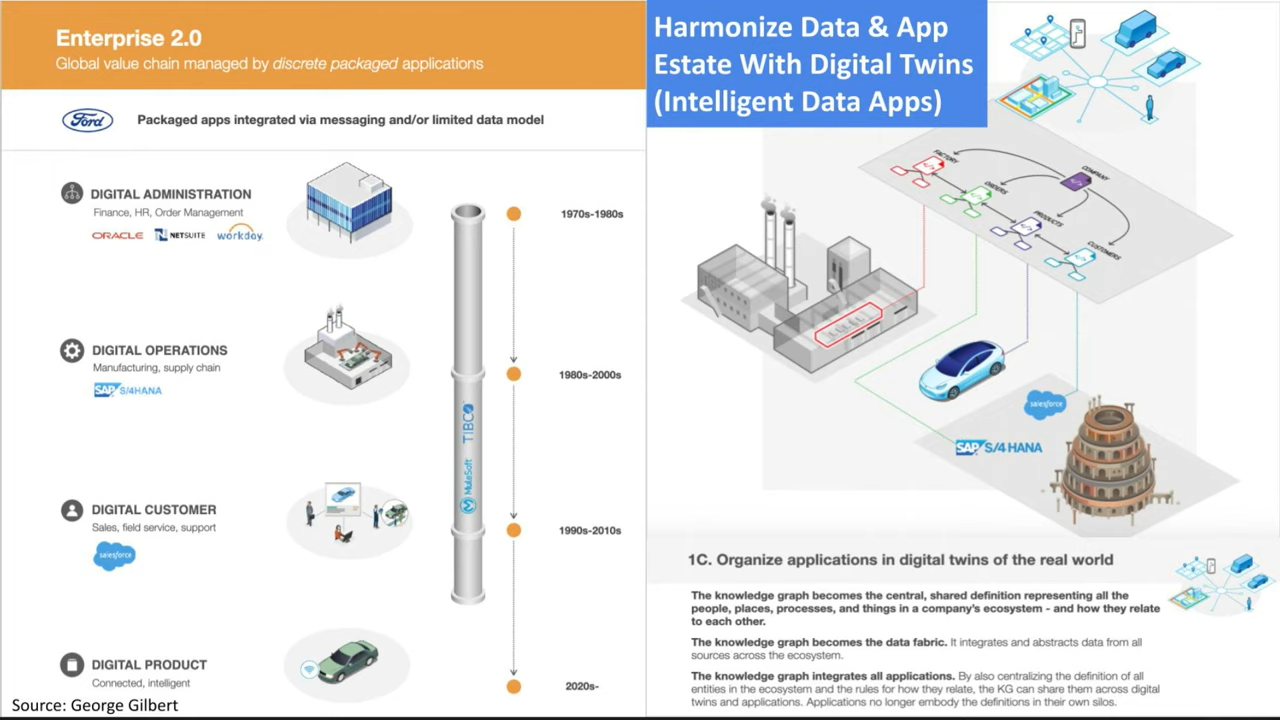 Enterprise 2.0
Global value chain managed by discrete packaged applications
Ford
Packaged apps integrated via messaging and/or limited data model
DIGITAL ADMINISTRATION
Finance, HR, Order Management
ORACLE
N NETSUITE
workday.
1970s-1980s
DIGITAL OPERATIONS
Manufacturing, supply chain
SAP S/4HANA
1980s-2000s
TIBCO
MuleSoft
DIGITAL CUSTOMER
Sales, field service, support
salesforce
1990s-2010s
DIGITAL PRODUCT
Connected, intelligent
2020s-
Source: George Gilbert
Harmonize Data & App
Estate With Digital Twins
(Intelligent Data Apps)
FACTORY
COMPANY
ORDERS
PRODUCTS
CUSTOMERS
salesforce
SAP S/4 HANA
1C. Organize applications in digital twins of the real world
The knowledge graph becomes the central, shared definition representing all the
people, places, processes, and things in a company's ecosystem - and how they relate
to each other.
The knowledge graph becomes the data fabric. It integrates and abstracts data from all
sources across the ecosystem.
The knowledge graph integrates all applications. By also centralizing the definition of all
entities in the ecosystem and the rules for how they relate, the KG can share them across digital
twins and applications. Applications no longer embody the definitions in their own silos.